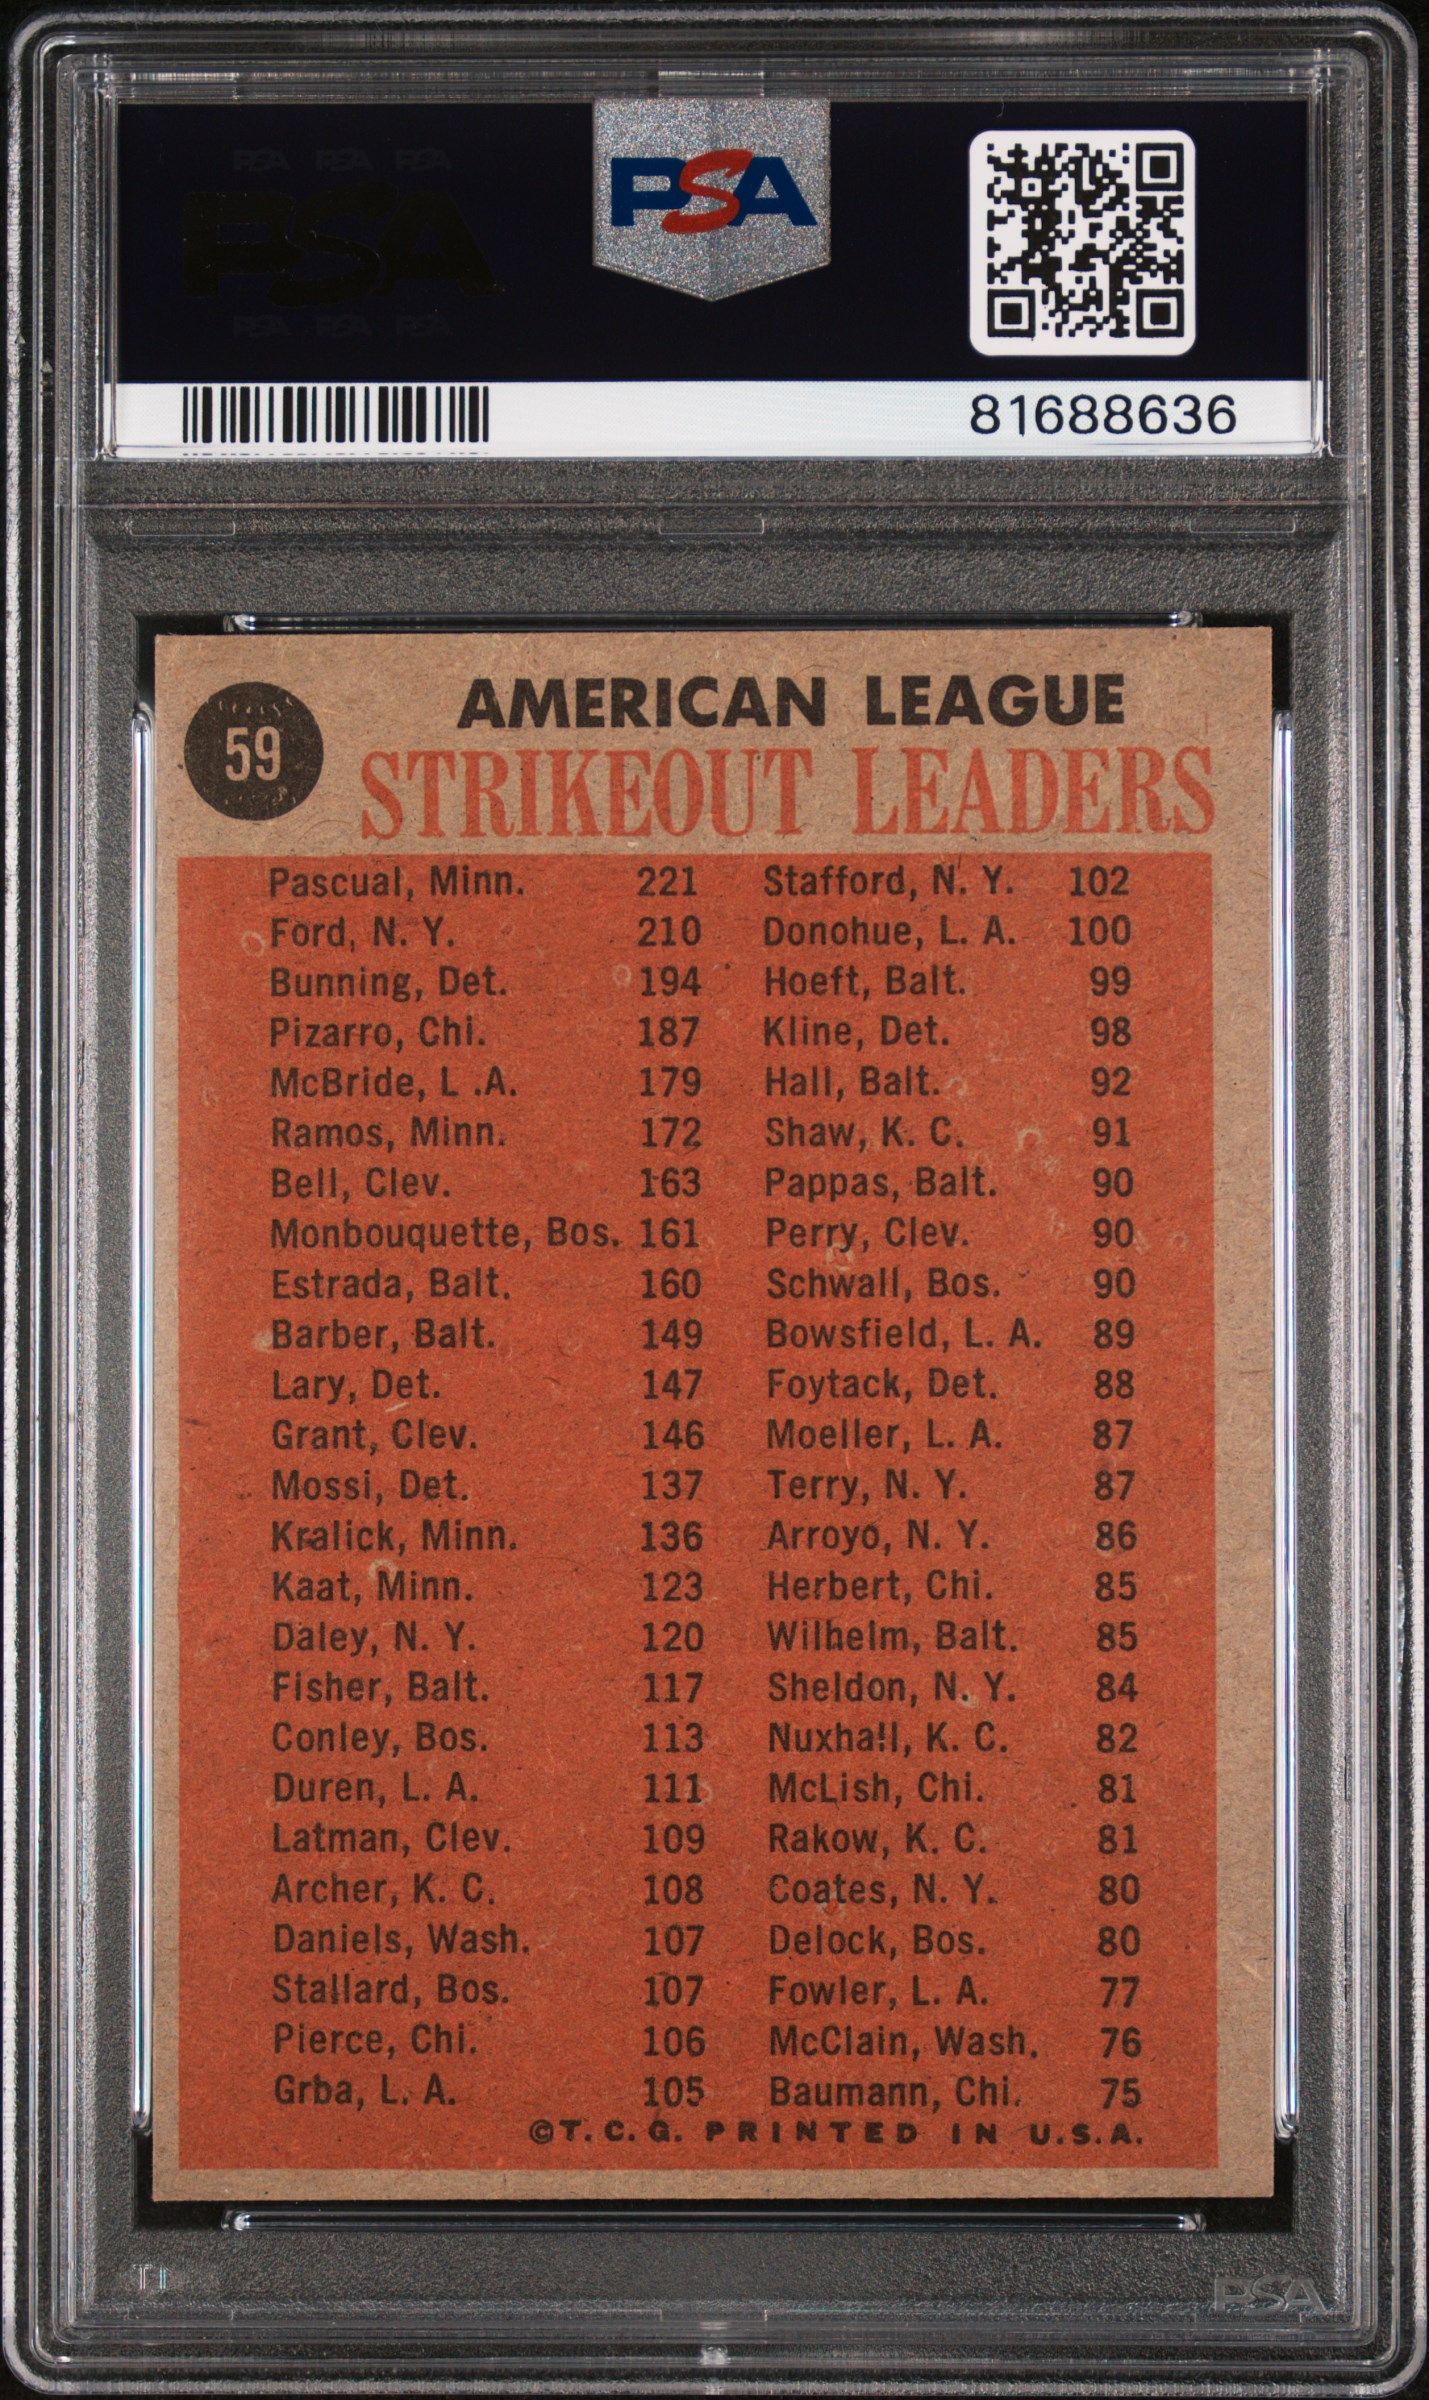 PSA PSA PSA
PSA
PSA PSA PSA
PSA
81688636
59
AMERICAN LEAGUE
STRIKEOUT LEADERS
Pascual, Minn. 221
Ford, N. Y. 210
Bunning, Det. 194
Pizarro, Chi. 187
McBride, L .A. 179
Ramos, Minn. 172
Bell, Clev. 163
Monbouquette, Bos. 161
Estrada, Balt. 160
Barber, Balt. 149
Lary, Det. 147
Grant, Clev. 146
Mossi, Det. 137
Kralick, Minn. 136
Kaat, Minn. 123
Daley, N. Y. 120
Fisher, Balt. 117
Conley, Bos. 113
Duren, L. A. 111
Latman, Clev. 109
Archer, K. C. 108
Daniels, Wash. 107
Stallard, Bos. 107
Pierce, Chi. 106
Grba, L. A. 105
Stafford, N. Y. 102
Donohue, L. A. 100
Hoeft, Balt. 99
Kline, Det. 98
Hall, Balt. 92
Shaw, K. C. 91
Pappas, Balt. 90
Perry, Clev. 90
Schwall, Bos. 90
Bowsfield, L. A. 89
Foytack, Det. 88
Moeller, L. A. 87
Terry, N. Y. 87
Arroyo, N. Y. 86
Herbert, Chi. 85
Wilhelm, Balt. 85
Sheldon, N. Y. 84
Nuxhall, K. C. 82
McLish, Chi. 81
Rakow, K. C. 81
Coates, N. Y. 80
Delock, Bos. 80
Fowler, L. A. 77
McClain, Wash. 76
Baumann, Chi. 75
©T.C.G. PRINTED IN U.S.A.
T1
PSA